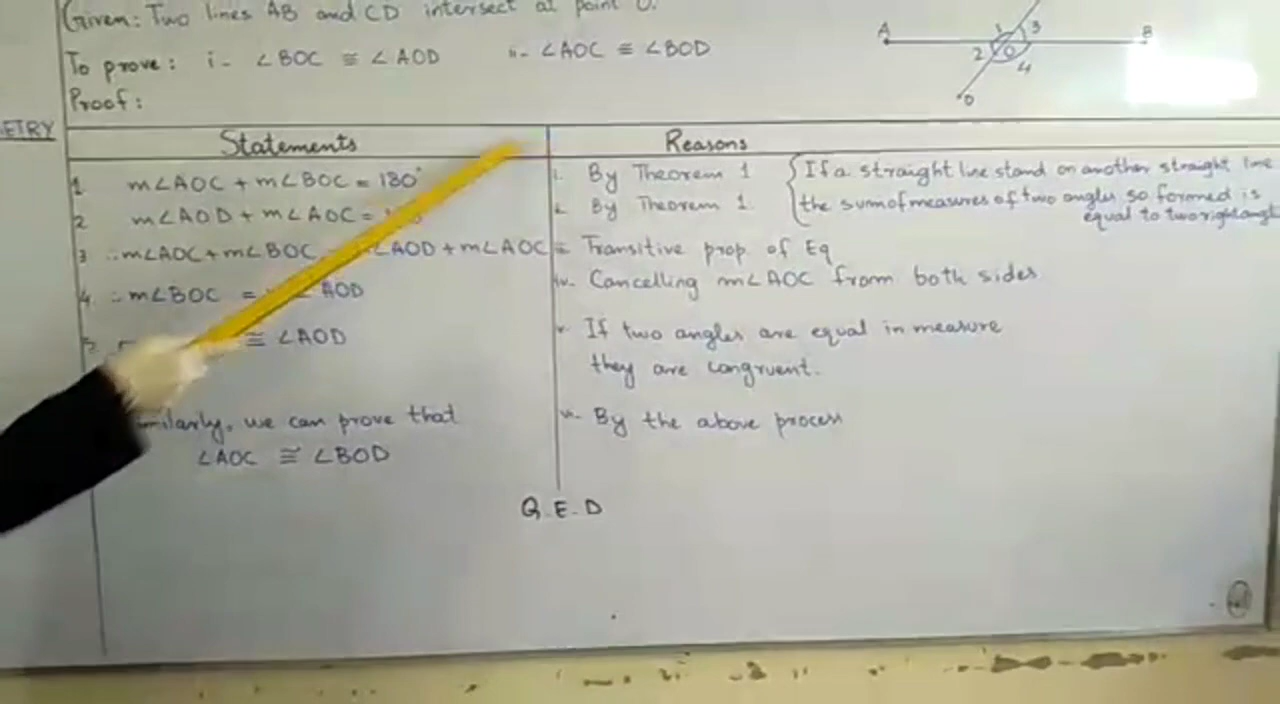 Given: Two lines AB and CD intersect at point O.
To prove: i- ∠BOC ≅ ∠AOD ii- ∠AOC ≅ ∠BOD
Proof:
A 1 3 B
2 O 4
D
ETRY
Statements Reasons
1 m∠AOC + m∠BOC = 180° i. By Theorem 1 {If a straight line stand on another straight line
2 m∠AOD + m∠AOC = By Theorem 1 the sum of measures of two angles so formed is
equal to two right angl
3 ∴ m∠AOC + m∠BOC ∠AOD + m∠AOC Transitive prop. of Eq
4. ∴ m∠BOC = ∠AOD iv- Cancelling m∠AOC from both sides
5 ≅ ∠AOD v- If two angles are equal in measure
they are congruent.
milarly, we can prove that vi- By the above process
∠AOC ≅ ∠BOD
Q.E.D